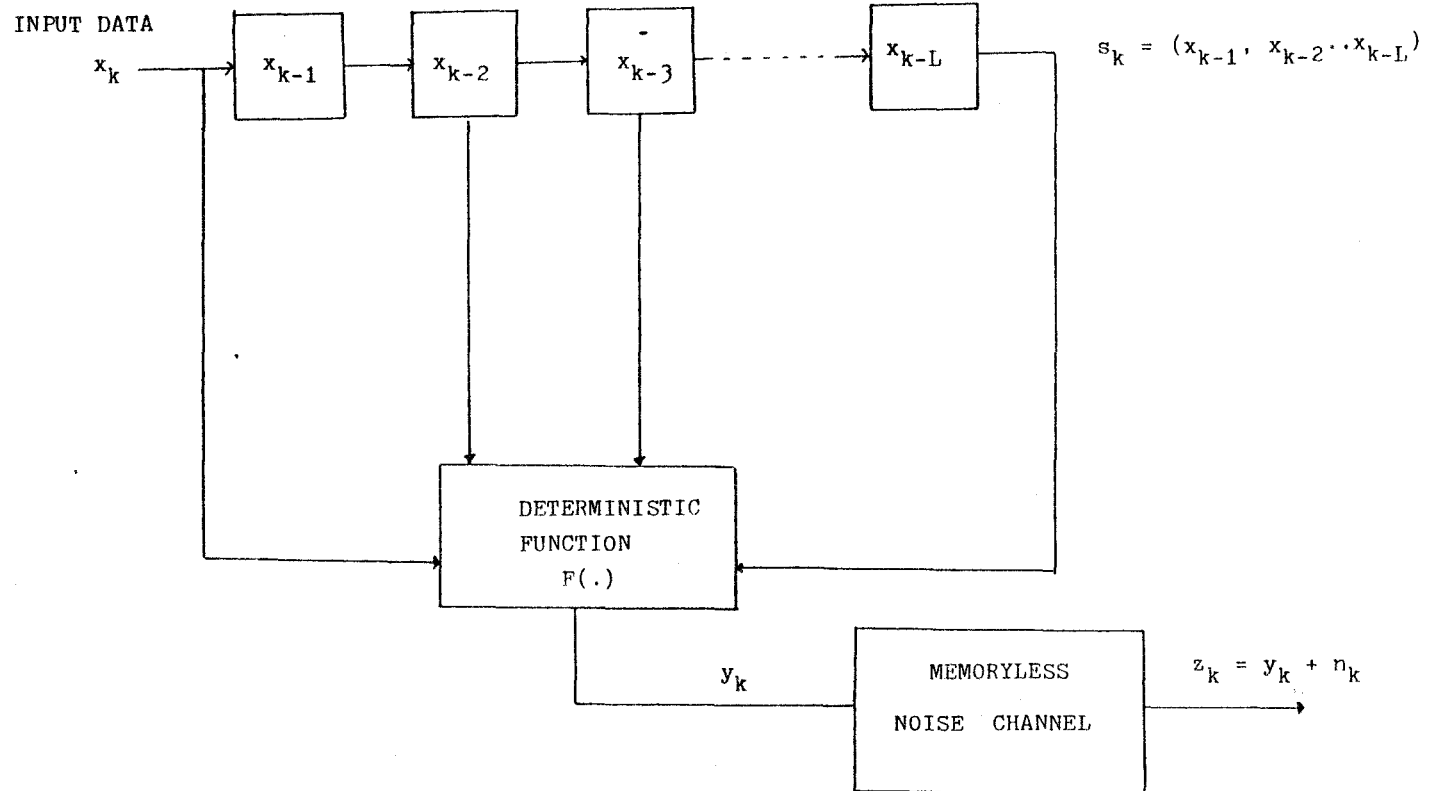 INPUT DATA
x_k
x_{k-1}
x_{k-2}
x_{k-3}
x_{k-L}
s_k = (x_{k-1}, x_{k-2}..x_{k-L})
DETERMINISTIC
FUNCTION
F(.)
y_k
MEMORYLESS
NOISE CHANNEL
z_k = y_k + n_k